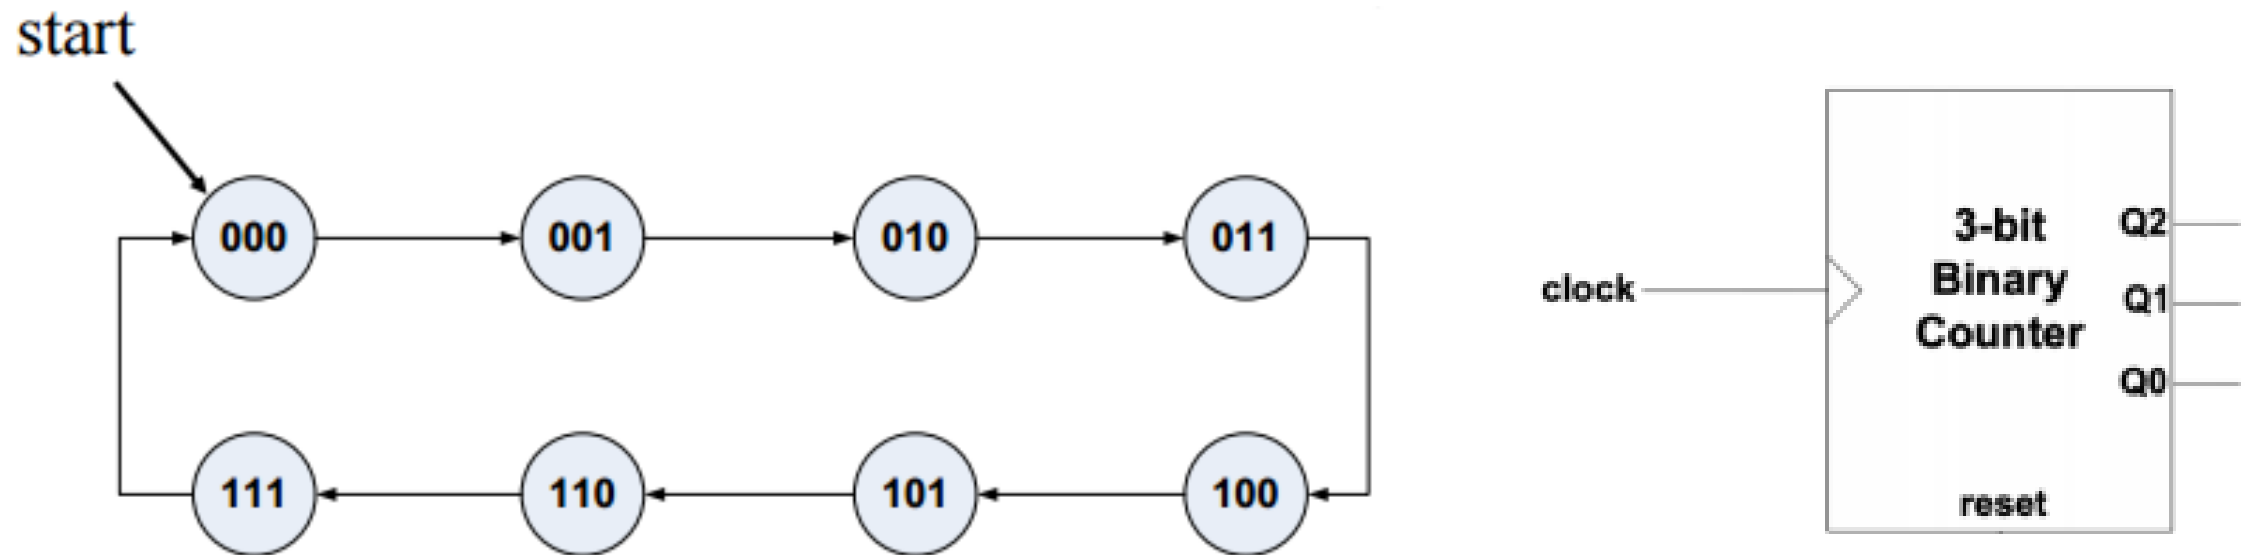 start
000 001 010 011
111 110 101 100
clock
3-bit
Binary
Counter
Q2
Q1
Q0
reset